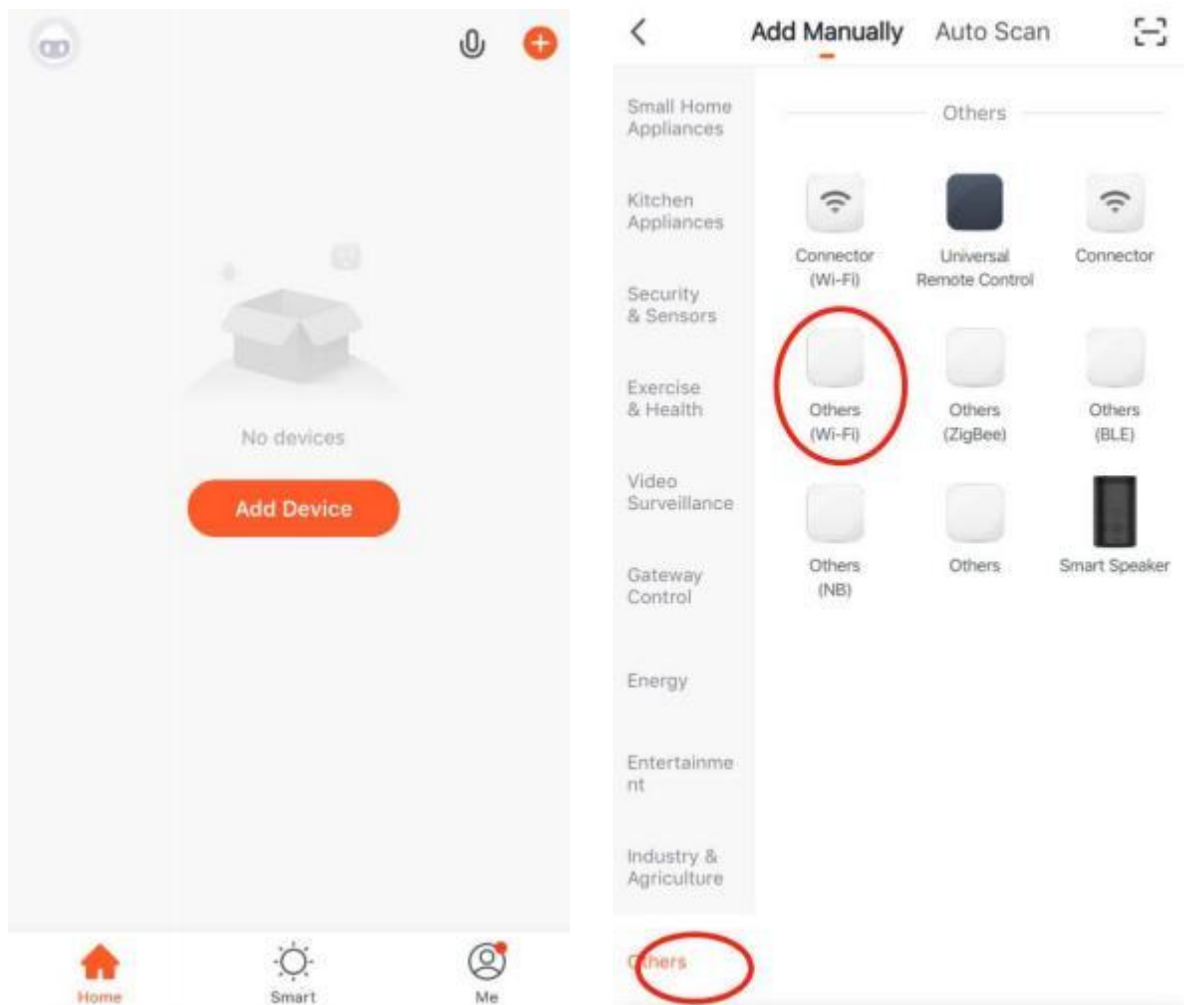 No devices
Add Device
Home
Smart
Me
Add Manually
Auto Scan
Small Home
Appliances
Kitchen
Appliances
Security
& Sensors
Exercise
& Health
Video
Surveillance
Gateway
Control
Energy
Entertainme
nt
Industry &
Agriculture
Others
Others
Connector
(Wi-Fi)
Universal
Remote Control
Connector
Others
(Wi-Fi)
Others
(ZigBee)
Others
(BLE)
Others
(NB)
Others
Smart Speaker